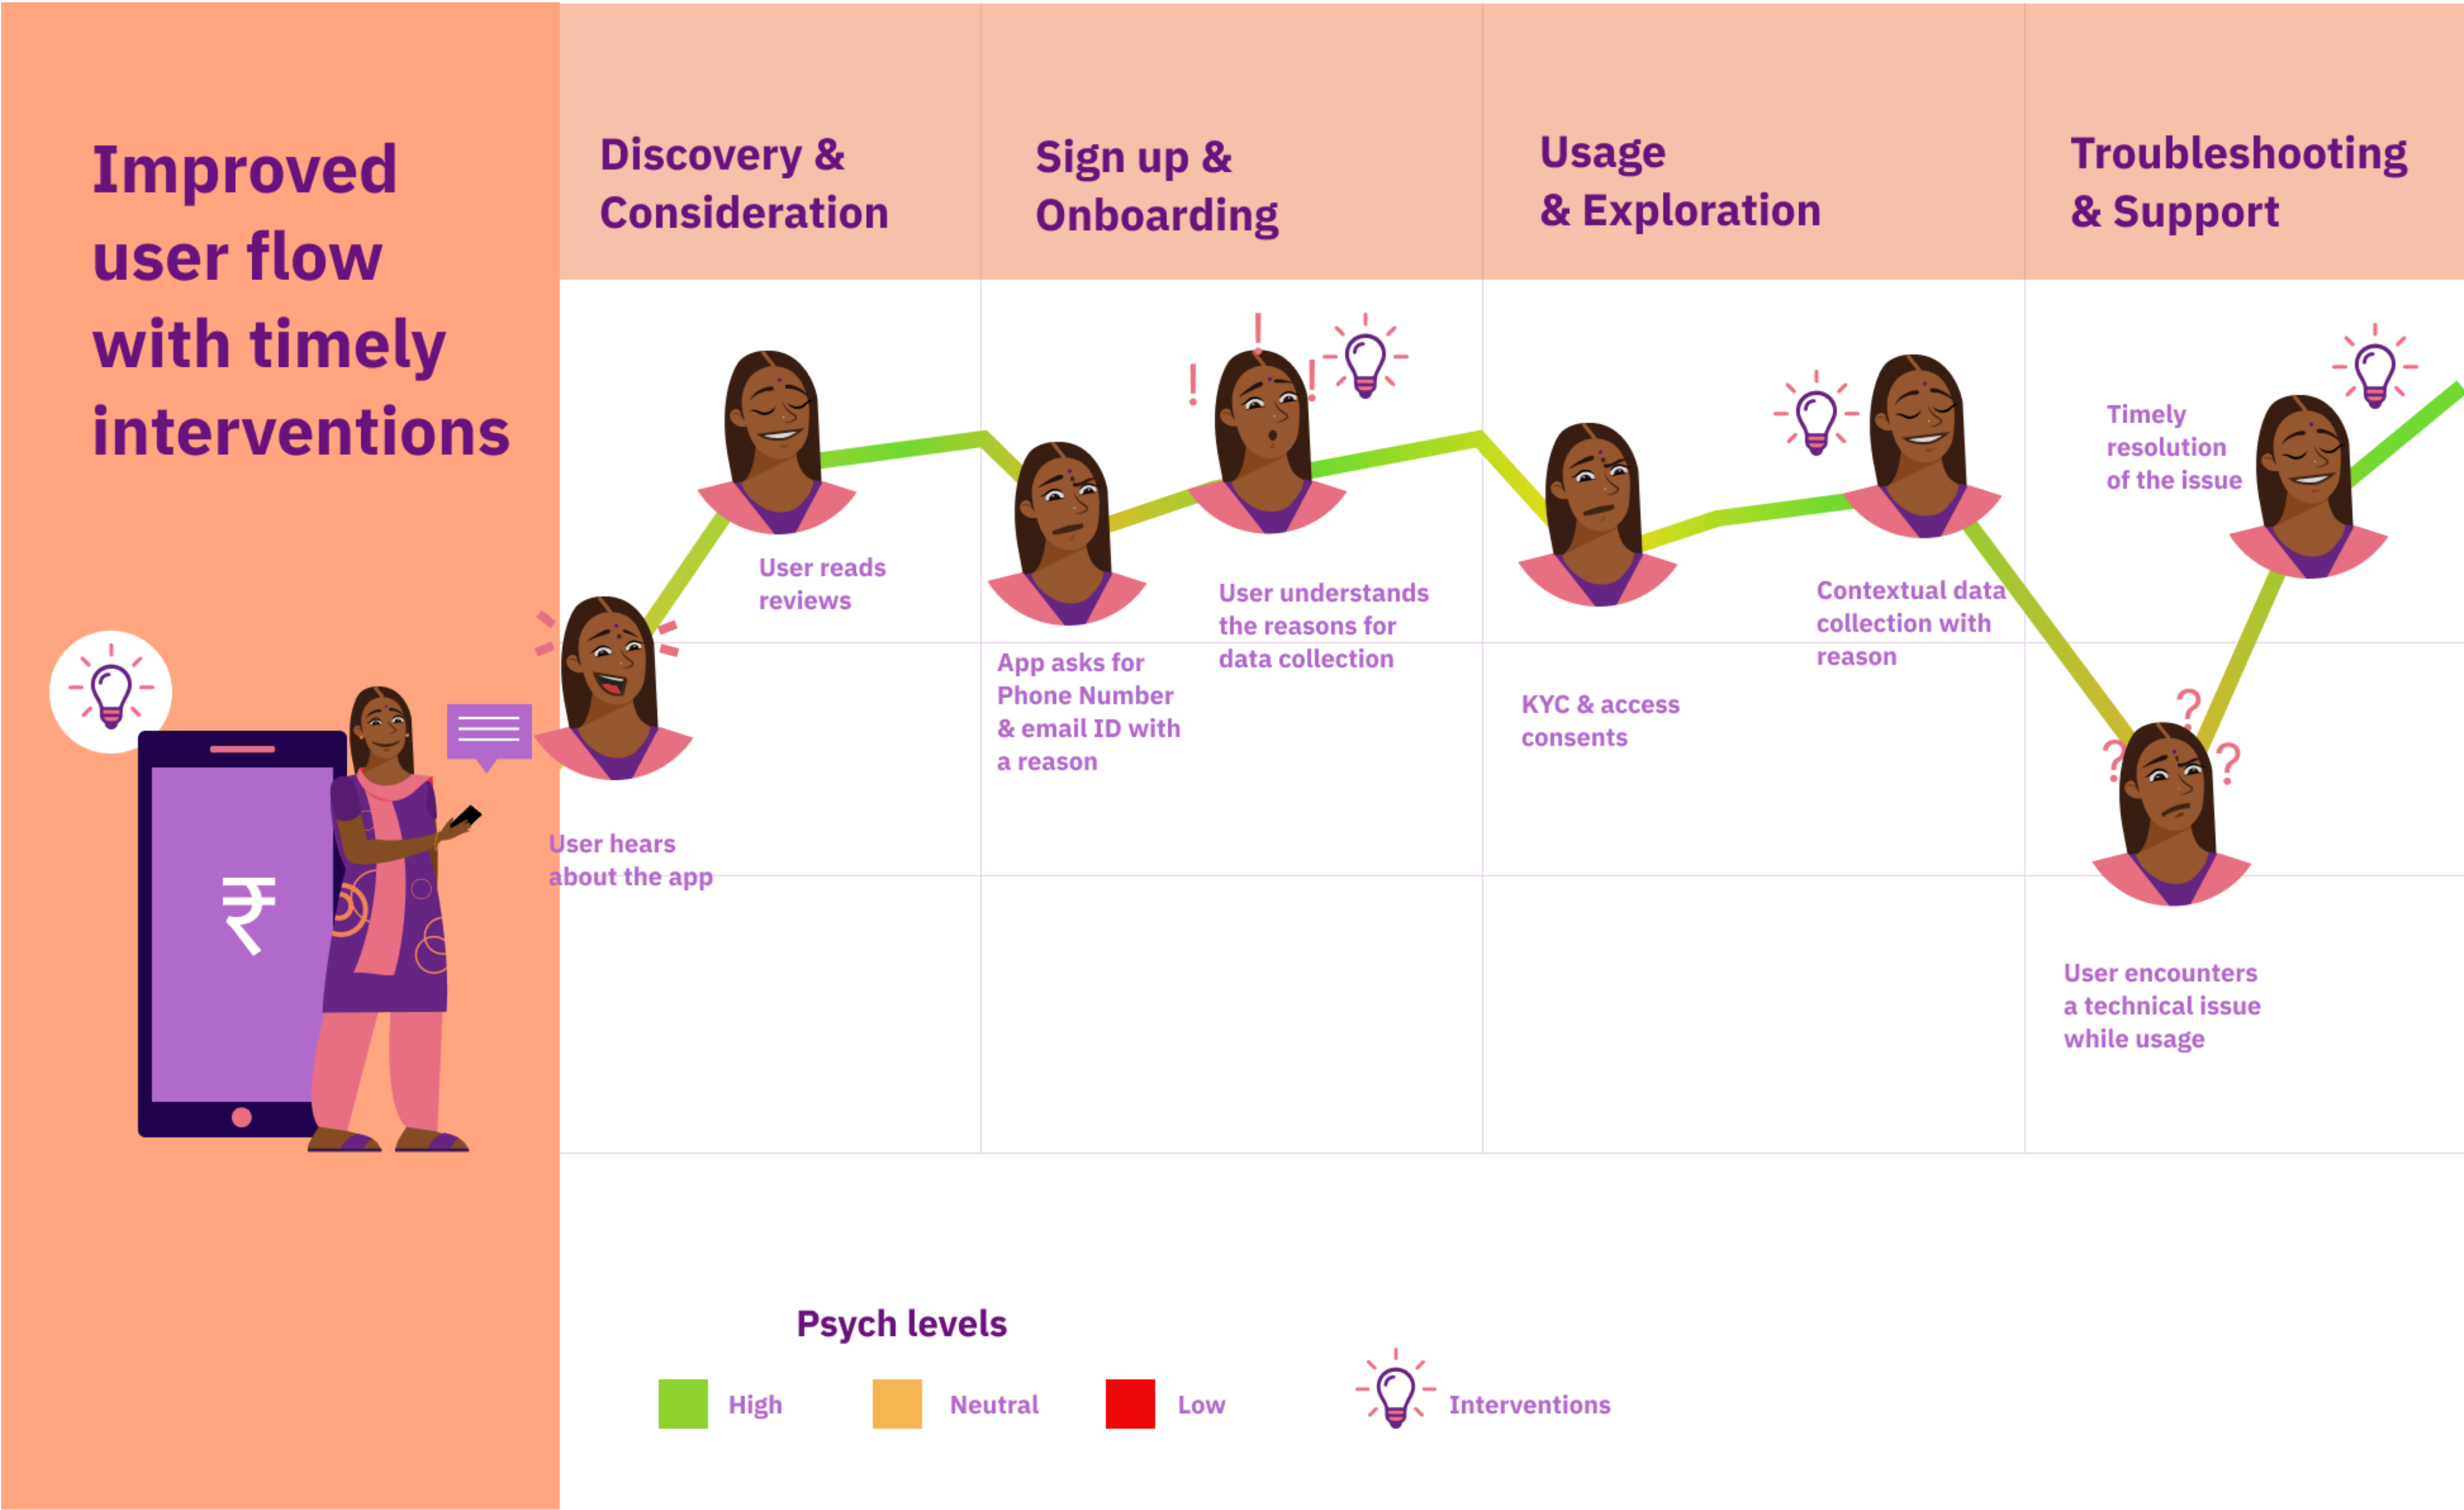 Improved
user flow
with timely
interventions
₹
Discovery &
Consideration
Sign up &
Onboarding
Usage
& Exploration
Troubleshooting
& Support
User hears
about the app
User reads
reviews
App asks for
Phone Number
& email ID with
a reason
! ! !
User understands
the reasons for
data collection
KYC & access
consents
Contextual data
collection with
reason
? ? ?
User encounters
a technical issue
while usage
Timely
resolution
of the issue
Psych levels
High
Neutral
Low
Interventions